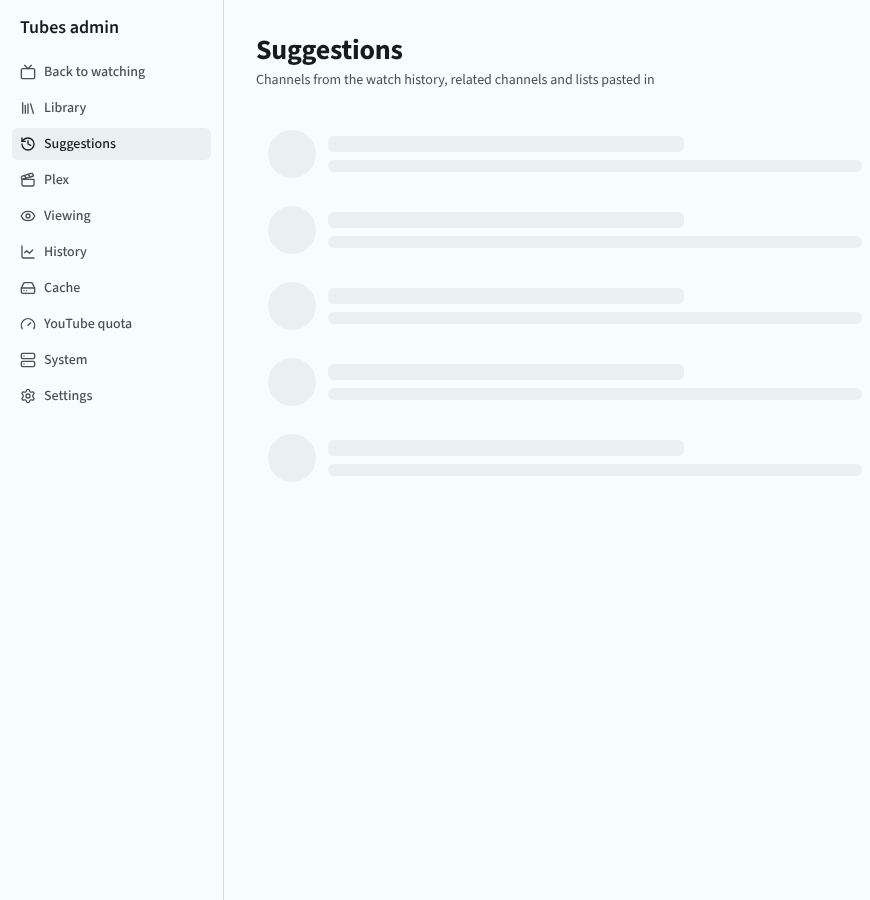 Tubes admin
Back to watching
Library
Suggestions
Plex
Viewing
History
Cache
YouTube quota
System
Settings
Suggestions
Channels from the watch history, related channels and lists pasted in